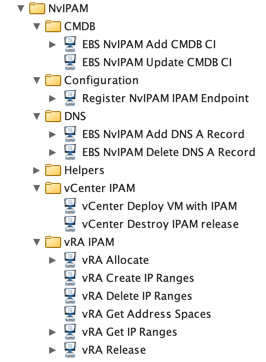 NvIPAM
CMDB
EBS NvIPAM Add CMDB CI
EBS NvIPAM Update CMDB CI
Configuration
Register NvIPAM IPAM Endpoint
DNS
EBS NvIPAM Add DNS A Record
EBS NvIPAM Delete DNS A Record
Helpers
vCenter IPAM
vCenter Deploy VM with IPAM
vCenter Destroy IPAM release
vRA IPAM
vRA Allocate
vRA Create IP Ranges
vRA Delete IP Ranges
vRA Get Address Spaces
vRA Get IP Ranges
vRA Release